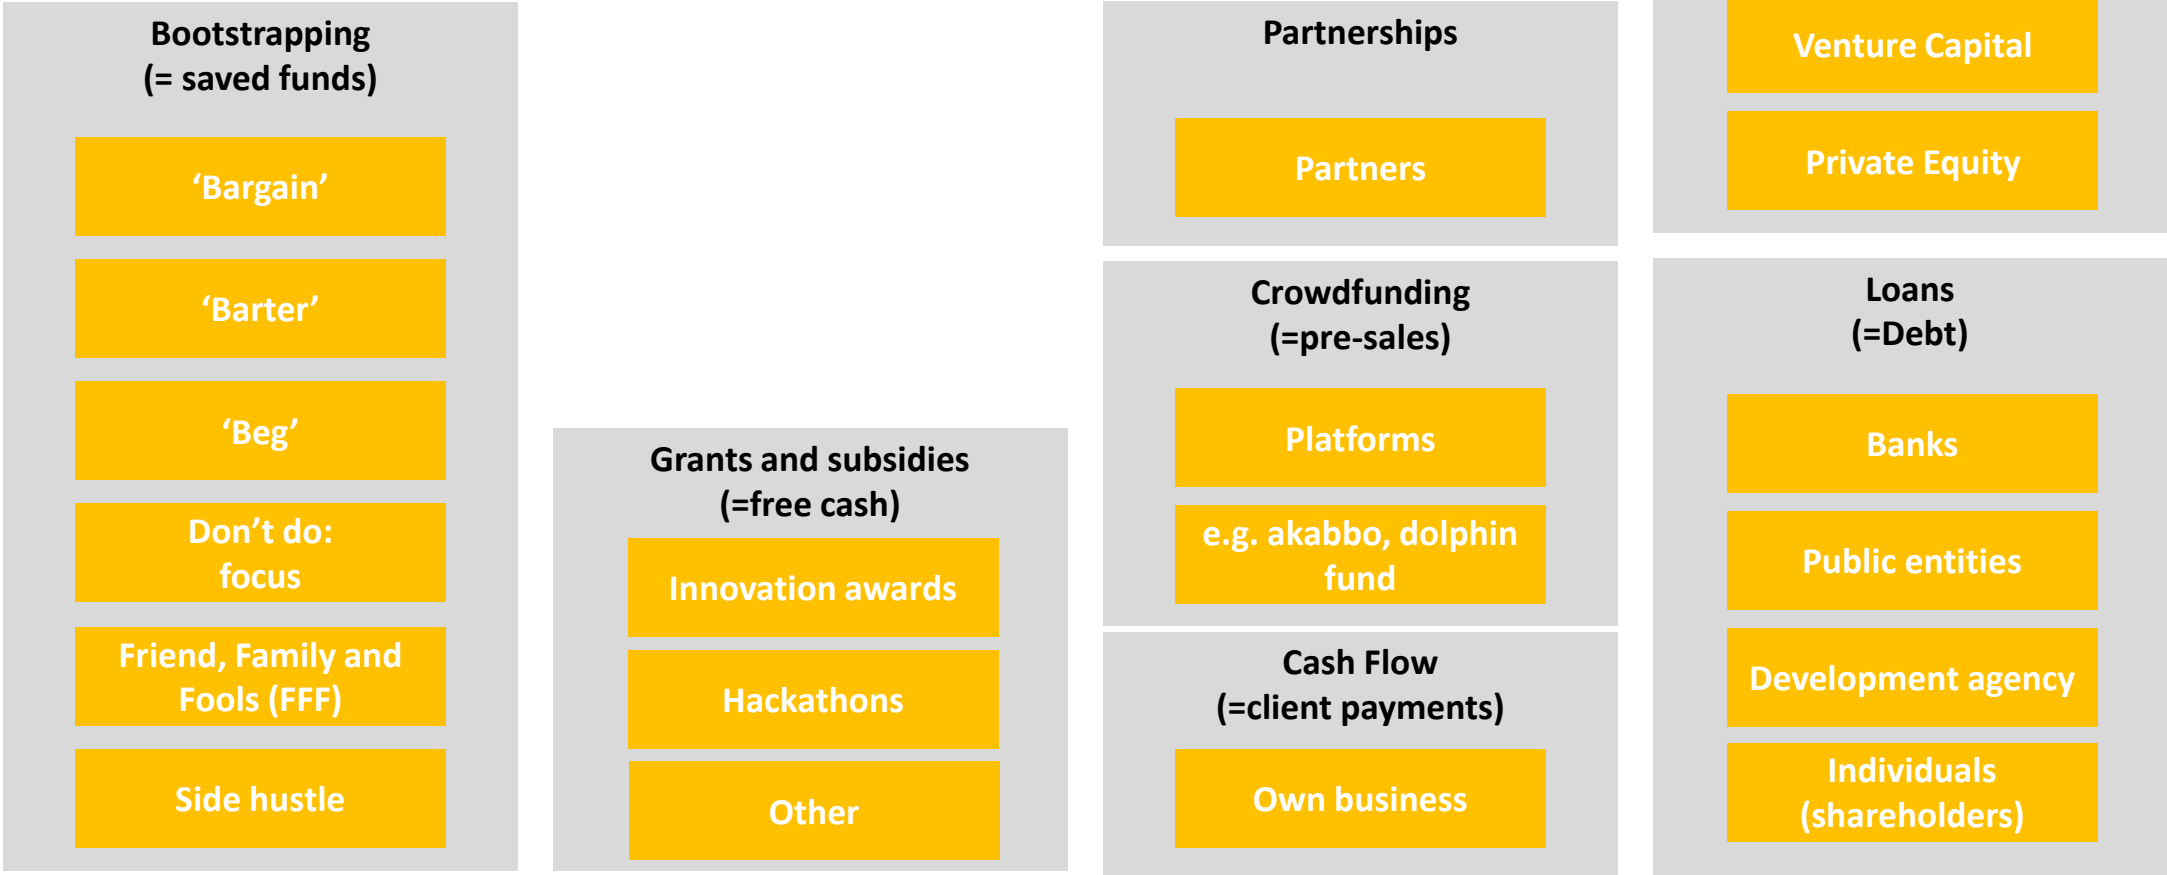 Bootstrapping
(= saved funds)
‘Bargain’
‘Barter’
‘Beg’
Don’t do:
focus
Friend, Family and
Fools (FFF)
Side hustle
Grants and subsidies
(=free cash)
Innovation awards
Hackathons
Other
Partnerships
Partners
Crowdfunding
(=pre-sales)
Platforms
e.g. akabbo, dolphin
fund
Cash Flow
(=client payments)
Own business
Venture Capital
Private Equity
Loans
(=Debt)
Banks
Public entities
Development agency
Individuals
(shareholders)